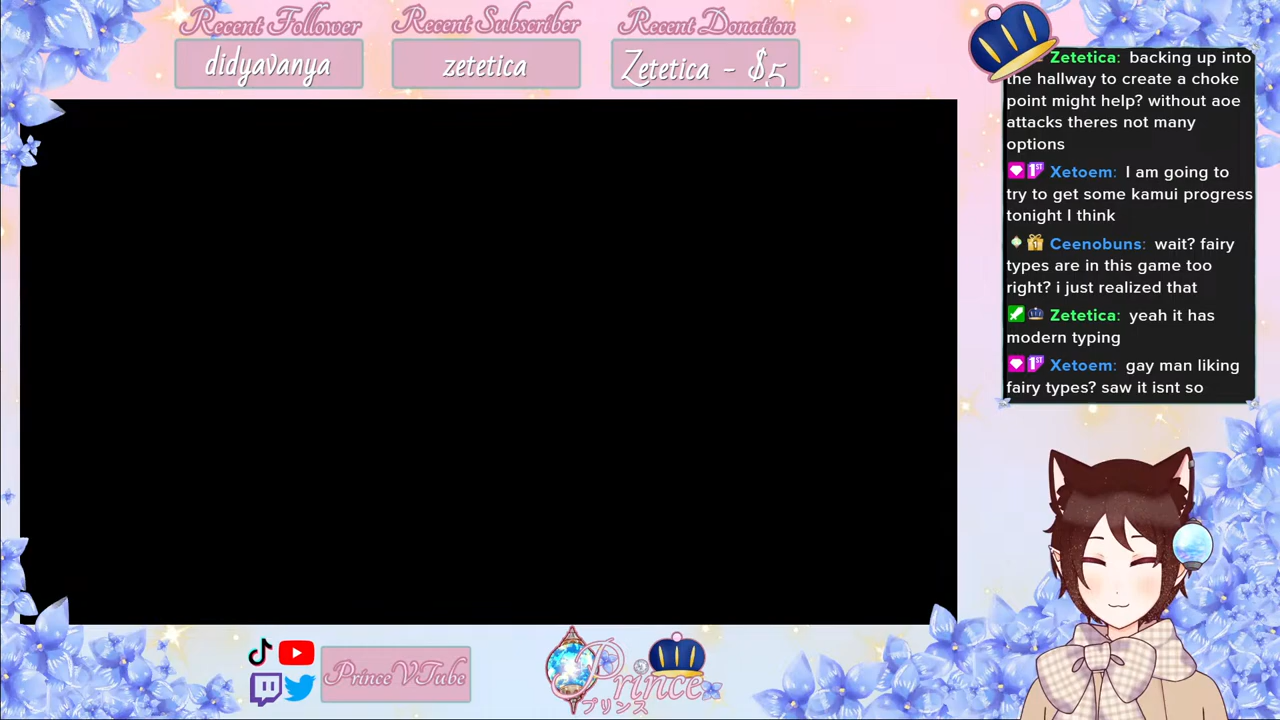 Recent Follower
Recent Subscriber
Recent Donation
didyavanya
zetetica
Zetetica - $5
Zetetica: backing up into
the hallway to create a choke
point might help? without aoe
attacks theres not many
options
Xetoem: I am going to
try to get some kamui progress
tonight I think
Ceenobuns: wait? fairy
types are in this game too
right? i just realized that
Zetetica: yeah it has
modern typing
Xetoem: gay man liking
fairy types? saw it isnt so
Prince VTube
Prince
プリンス